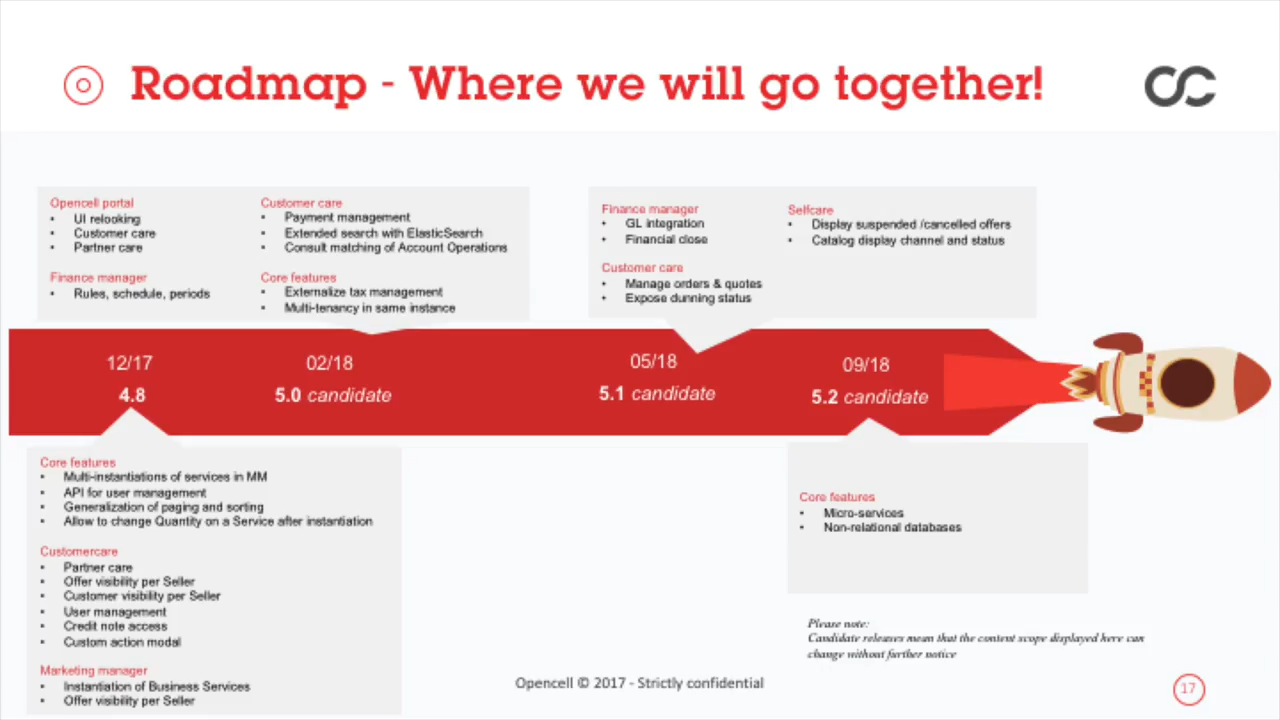 Roadmap - Where we will go together!
Opencell portal
• UI relooking
• Customer care
• Partner care
Finance manager
• Rules, schedule, periods
Customer care
• Payment management
• Extended search with ElasticSearch
• Consult matching of Account Operations
Core features
• Externalize tax management
• Multi-tenancy in same instance
Finance manager
• GL integration
• Financial close
Customer care
• Manage orders & quotes
• Expose dunning status
Selfcare
• Display suspended /cancelled offers
• Catalog display channel and status
12/17
4.8
02/18
5.0 candidate
05/18
5.1 candidate
09/18
5.2 candidate
Core features
• Multi-instantiations of services in MM
• API for user management
• Generalization of paging and sorting
• Allow to change Quantity on a Service after instantiation
Customercare
• Partner care
• Offer visibility per Seller
• Customer visibility per Seller
• User management
• Credit note access
• Custom action modal
Marketing manager
• Instantiation of Business Services
• Offer visibility per Seller
Core features
• Micro-services
• Non-relational databases
Please note:
Candidate releases mean that the content scope displayed here can
change without further notice
Opencell © 2017 - Strictly confidential
17